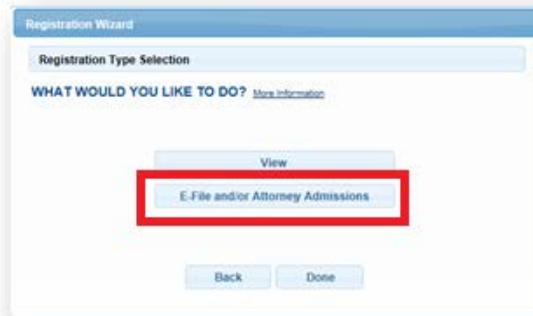 Registration Wizard
Registration Type Selection
WHAT WOULD YOU LIKE TO DO? More Information
View
E-File and/or Attorney Admissions
Back Done